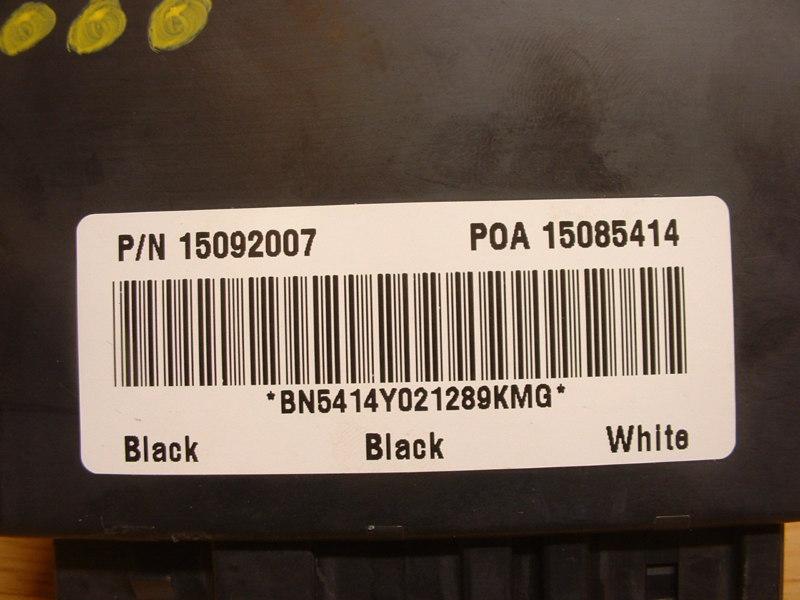 P/N 15092007 POA 15085414
*BN5414Y021289KMG*
Black Black White